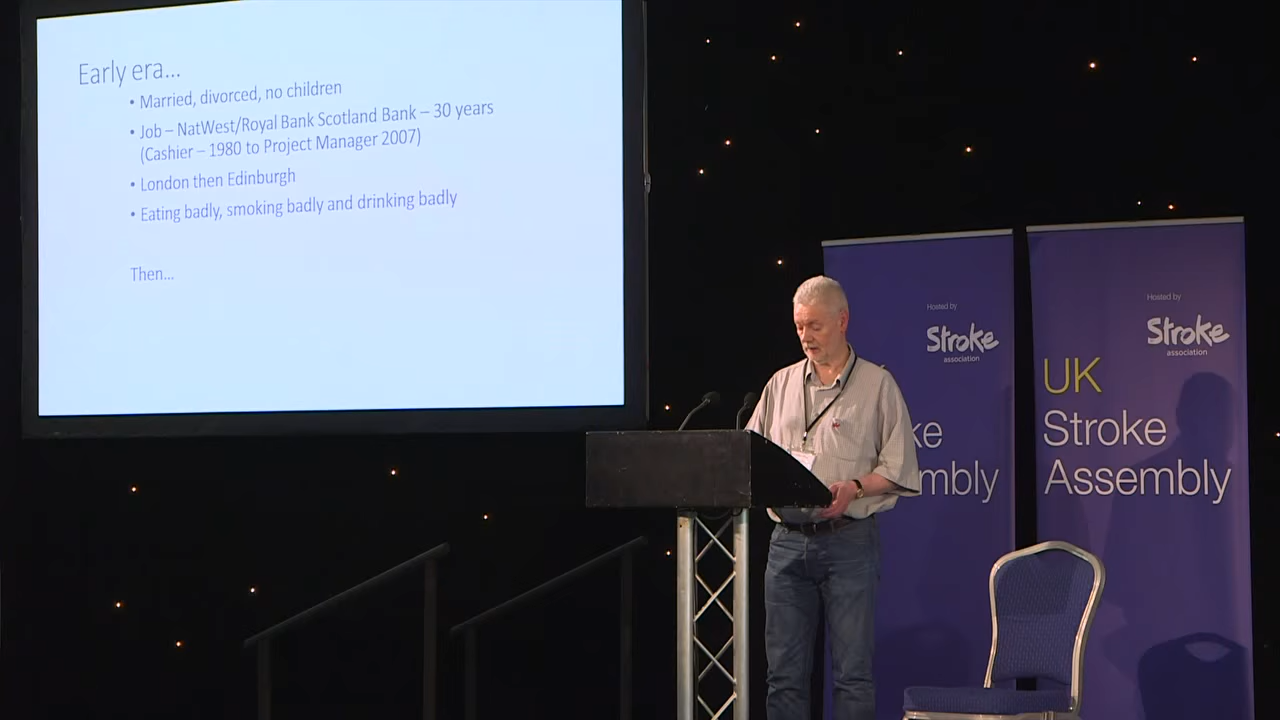 Early era...
• Married, divorced, no children
• Job – NatWest/Royal Bank Scotland Bank – 30 years
(Cashier – 1980 to Project Manager 2007)
• London then Edinburgh
• Eating badly, smoking badly and drinking badly
Then...
Hosted by
Stroke
association
ke
mbly
Hosted by
Stroke
association
UK
Stroke
Assembly